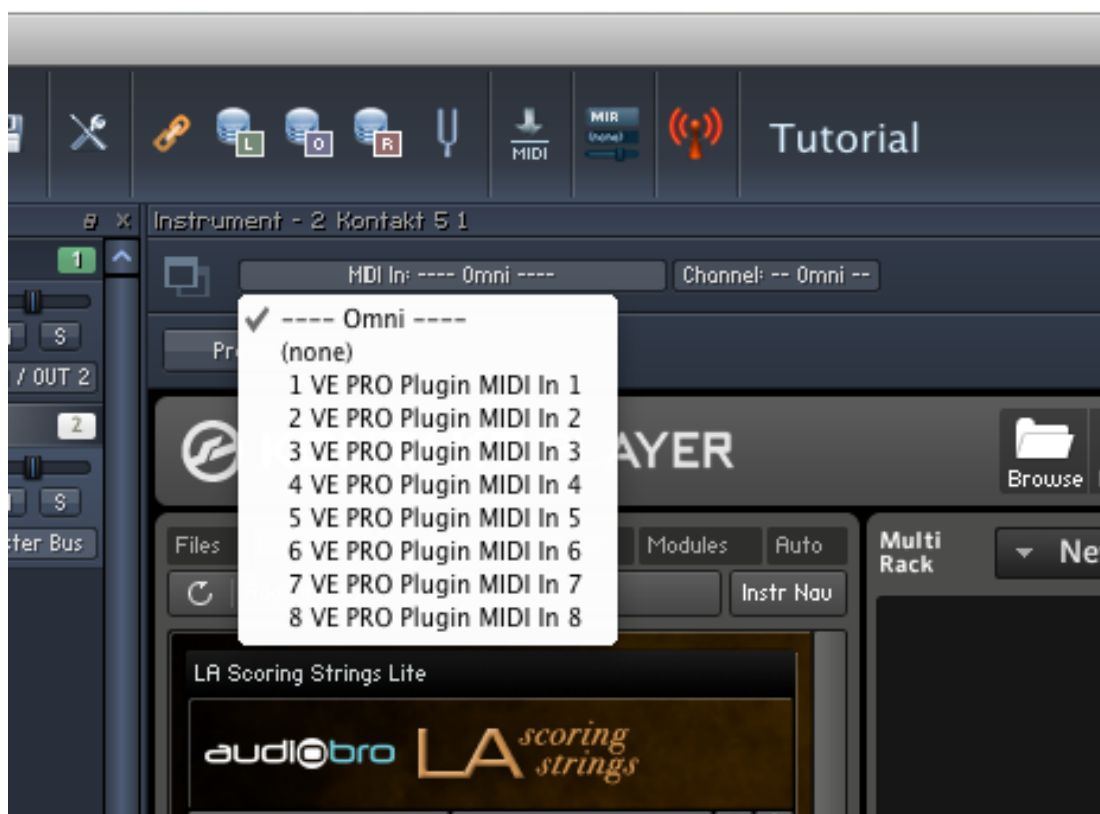 L
O
R
MIDI
MIR
(none)
Tutorial
Instrument - 2 Kontakt 5 1
1
MIDI In: ---- Omni ----
Channel: -- Omni --
---- Omni ----
(none)
1 VE PRO Plugin MIDI In 1
2 VE PRO Plugin MIDI In 2
3 VE PRO Plugin MIDI In 3
4 VE PRO Plugin MIDI In 4
5 VE PRO Plugin MIDI In 5
6 VE PRO Plugin MIDI In 6
7 VE PRO Plugin MIDI In 7
8 VE PRO Plugin MIDI In 8
S
/ OUT 2
2
S
Bus
Browse
Files
Modules
Auto
Multi
Rack
Instr Nav
LA Scoring Strings Lite
audiobro LA scoring
strings